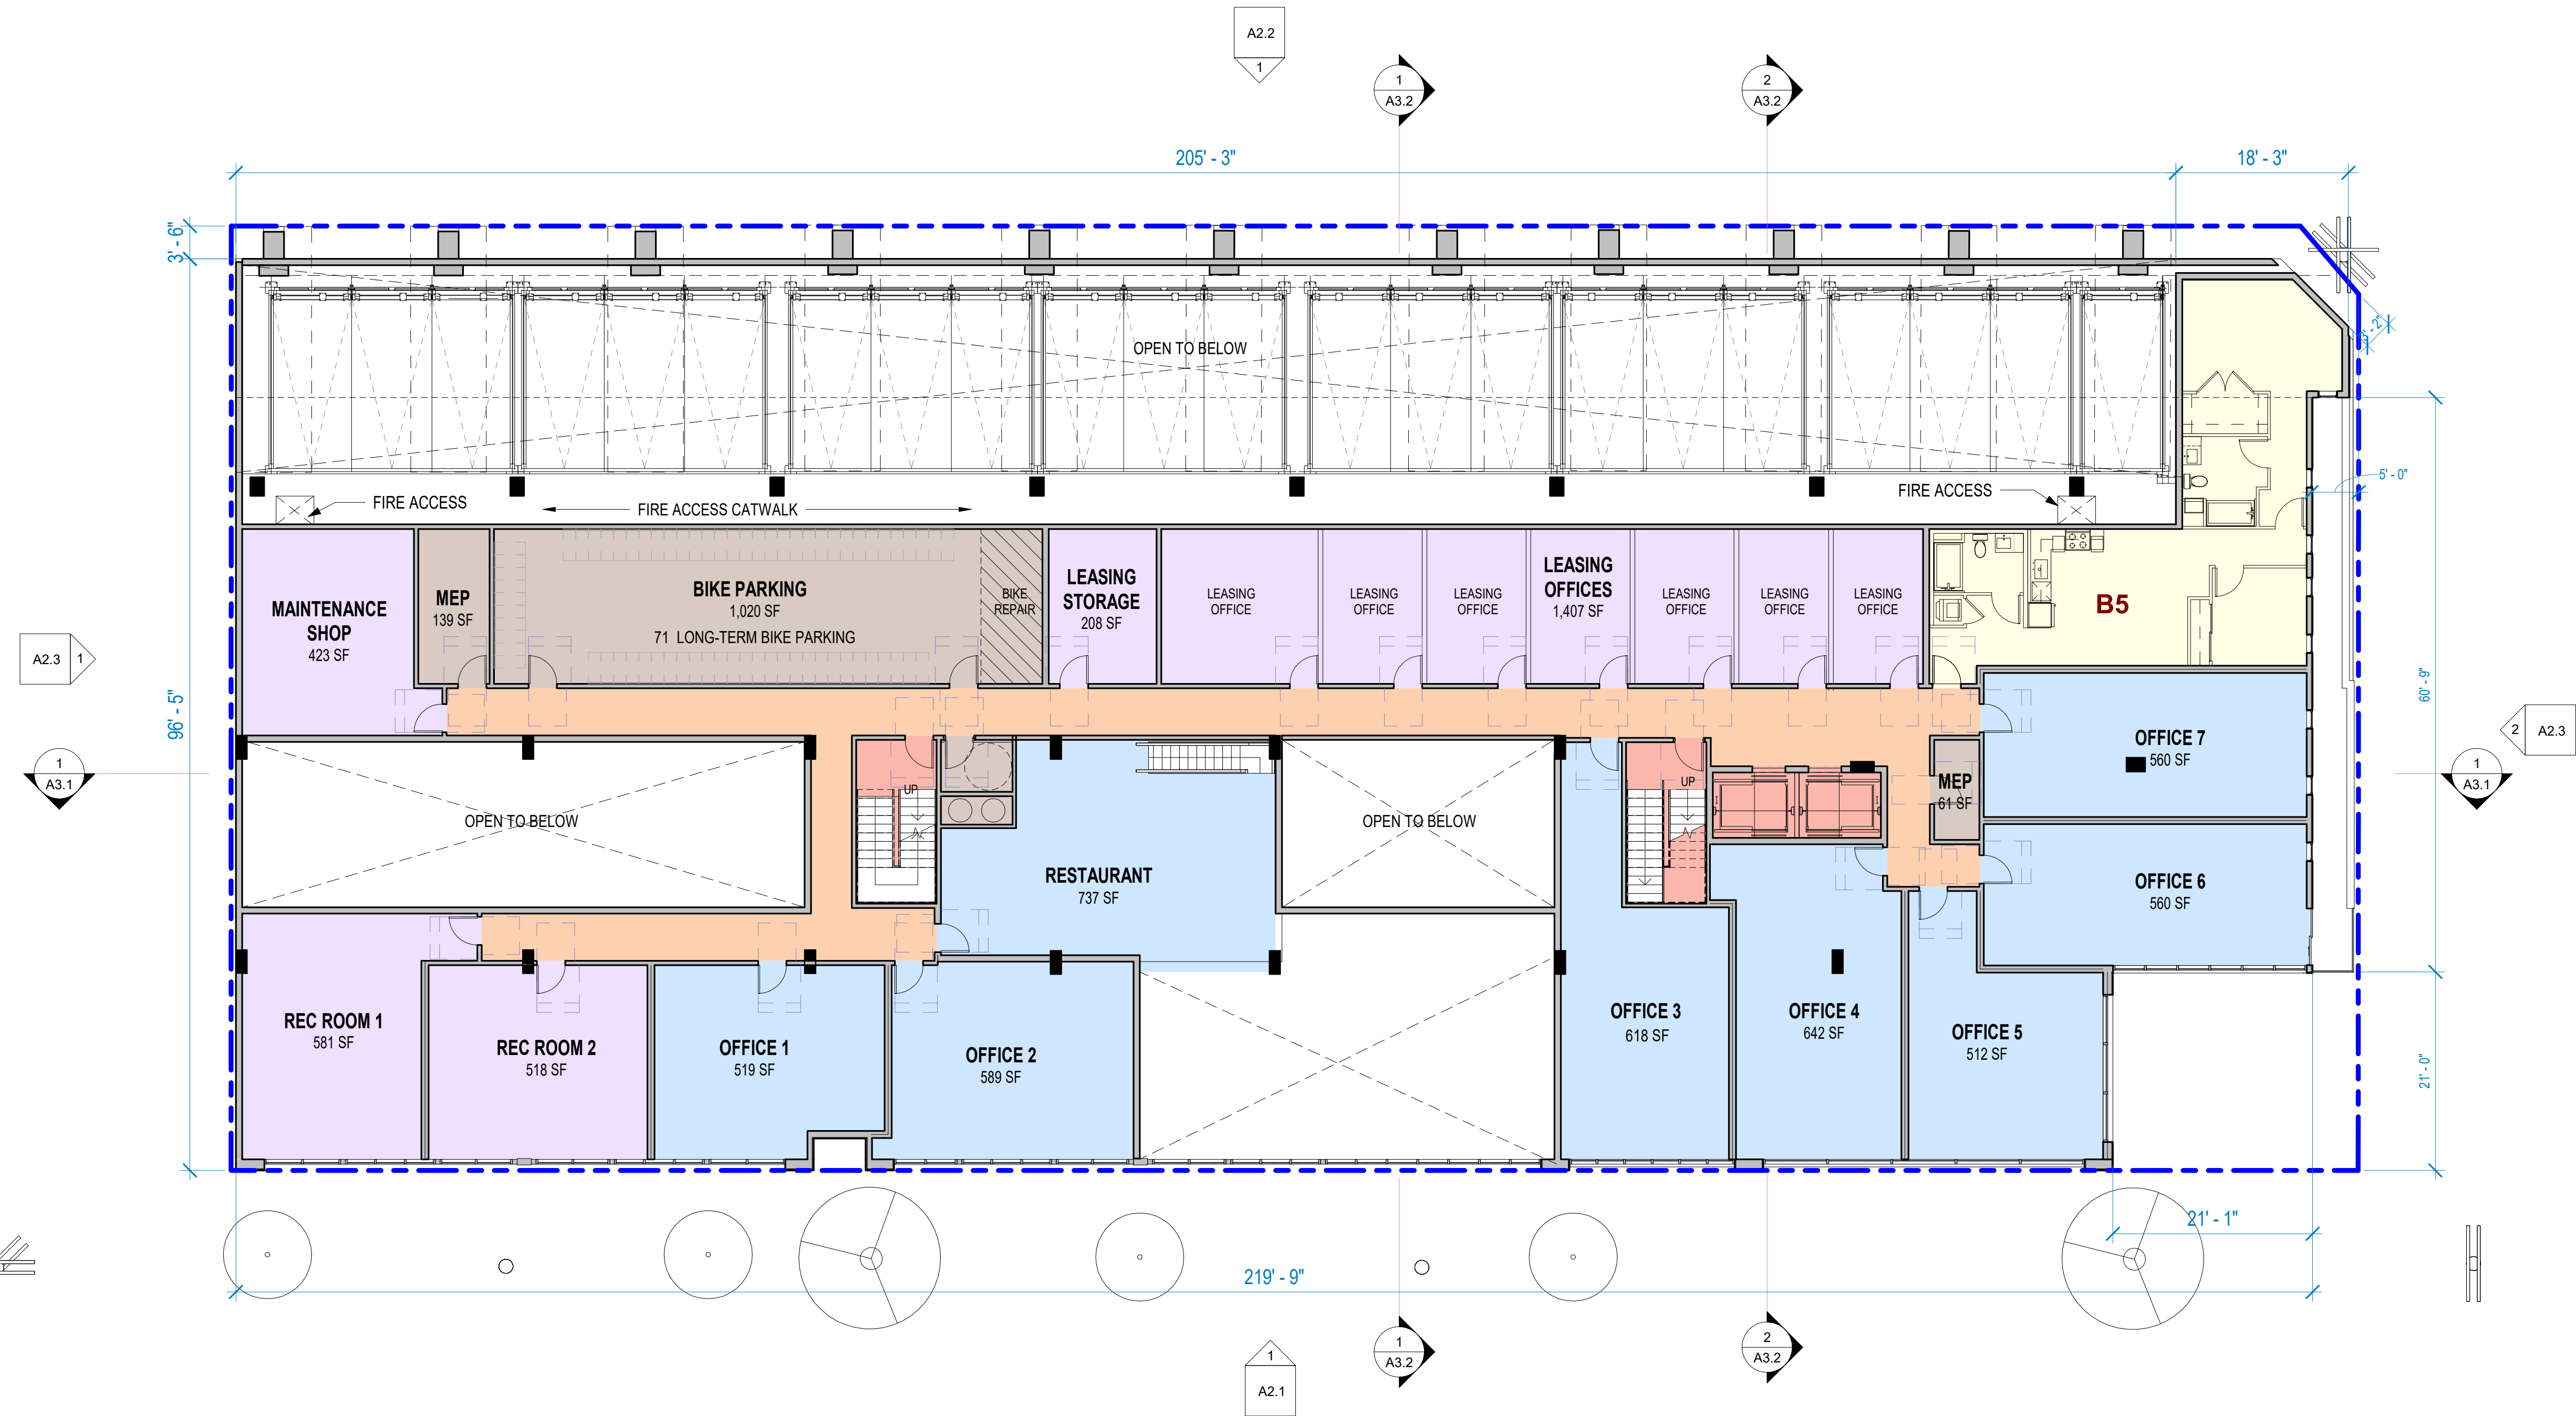 A2.2
1
1
A3.2
2
A3.2
205' - 3"
18' - 3"
3' - 6"
OPEN TO BELOW
5' - 0"
FIRE ACCESS
FIRE ACCESS CATWALK
FIRE ACCESS
MAINTENANCE
SHOP
423 SF
MEP
139 SF
BIKE PARKING
1,020 SF
71 LONG-TERM BIKE PARKING
BIKE
REPAIR
LEASING
STORAGE
208 SF
LEASING
OFFICE
LEASING
OFFICE
LEASING
OFFICE
LEASING
OFFICES
1,407 SF
LEASING
OFFICE
LEASING
OFFICE
LEASING
OFFICE
B5
A2.3
1
96' - 5"
60' - 9"
2
A2.3
1
A3.1
1
A3.1
OPEN TO BELOW
UP
RESTAURANT
737 SF
OPEN TO BELOW
UP
MEP
61 SF
OFFICE 7
560 SF
OFFICE 6
560 SF
REC ROOM 1
581 SF
REC ROOM 2
518 SF
OFFICE 1
519 SF
OFFICE 2
589 SF
OFFICE 3
618 SF
OFFICE 4
642 SF
OFFICE 5
512 SF
21' - 0"
21' - 1"
219' - 9"
1
A3.2
2
A3.2
1
A2.1